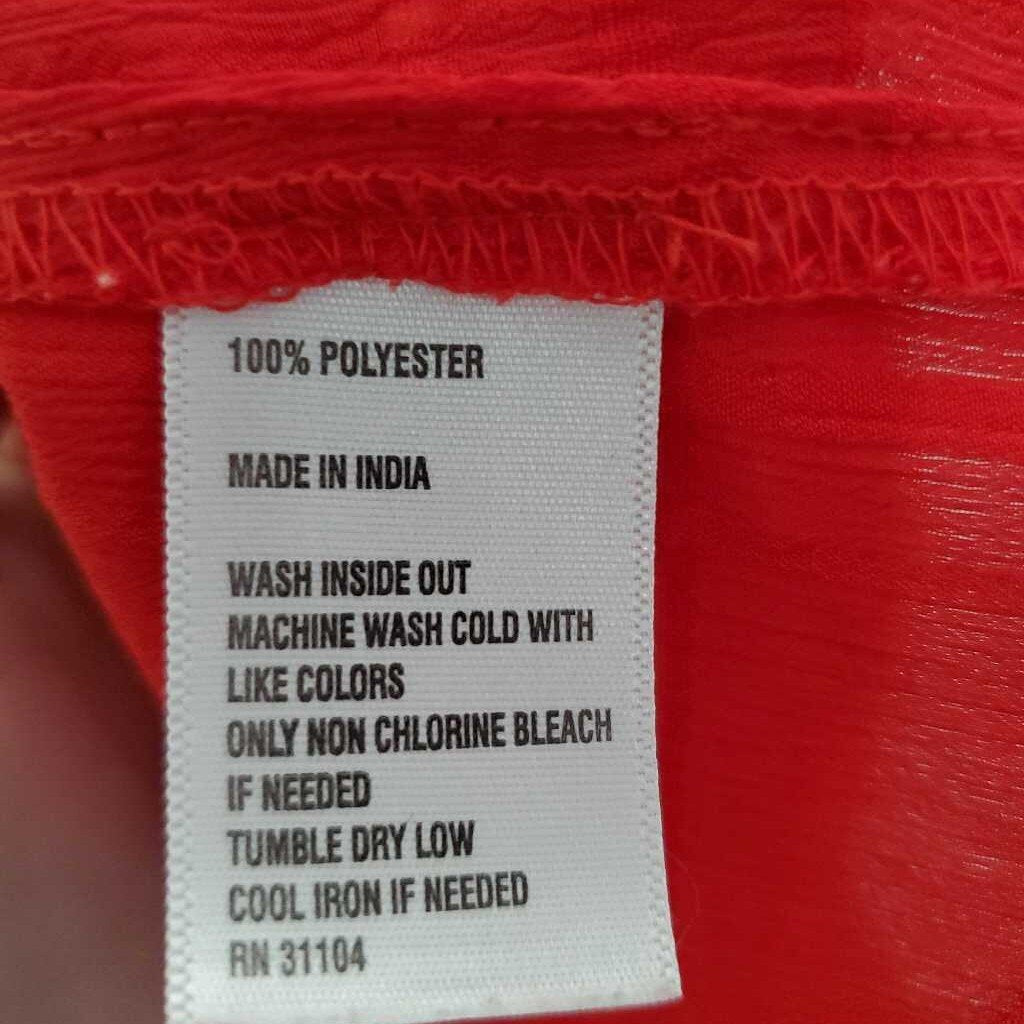 100% POLYESTER
MADE IN INDIA
WASH INSIDE OUT
MACHINE WASH COLD WITH
LIKE COLORS
ONLY NON CHLORINE BLEACH
IF NEEDED
TUMBLE DRY LOW
COOL IRON IF NEEDED
RN 31104